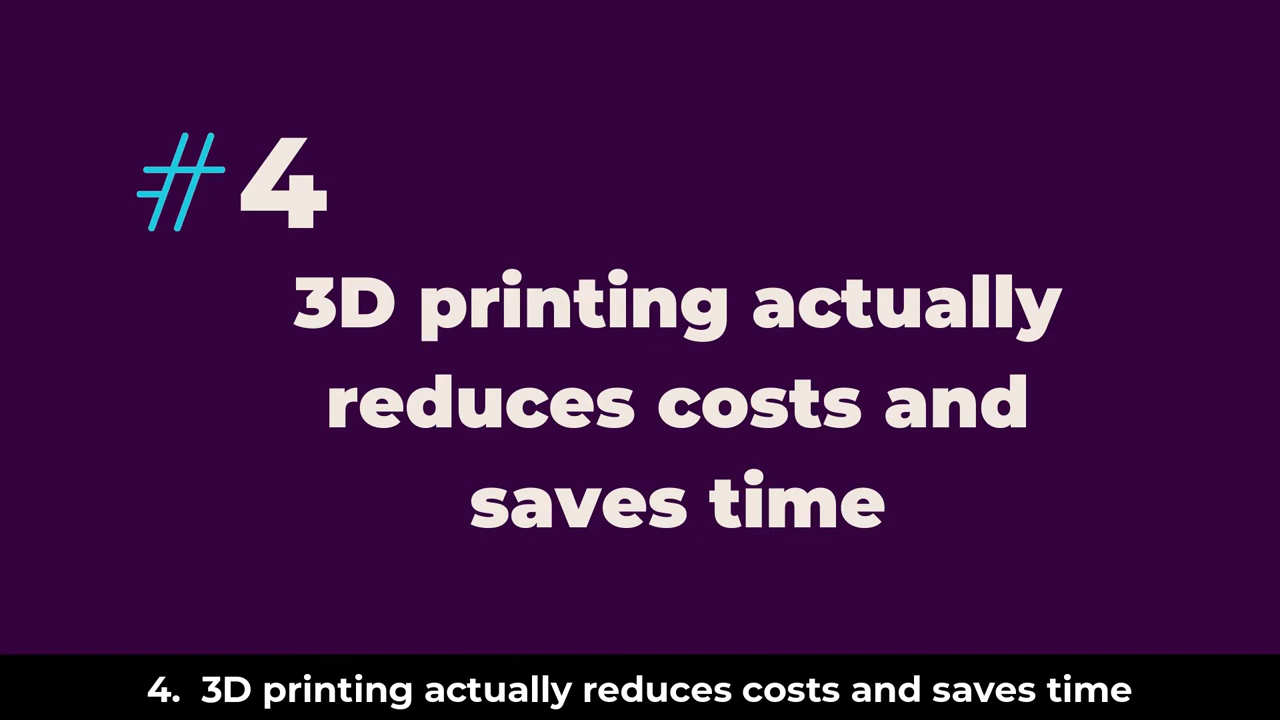 #4
3D printing actually
reduces costs and
saves time
4. 3D printing actually reduces costs and saves time